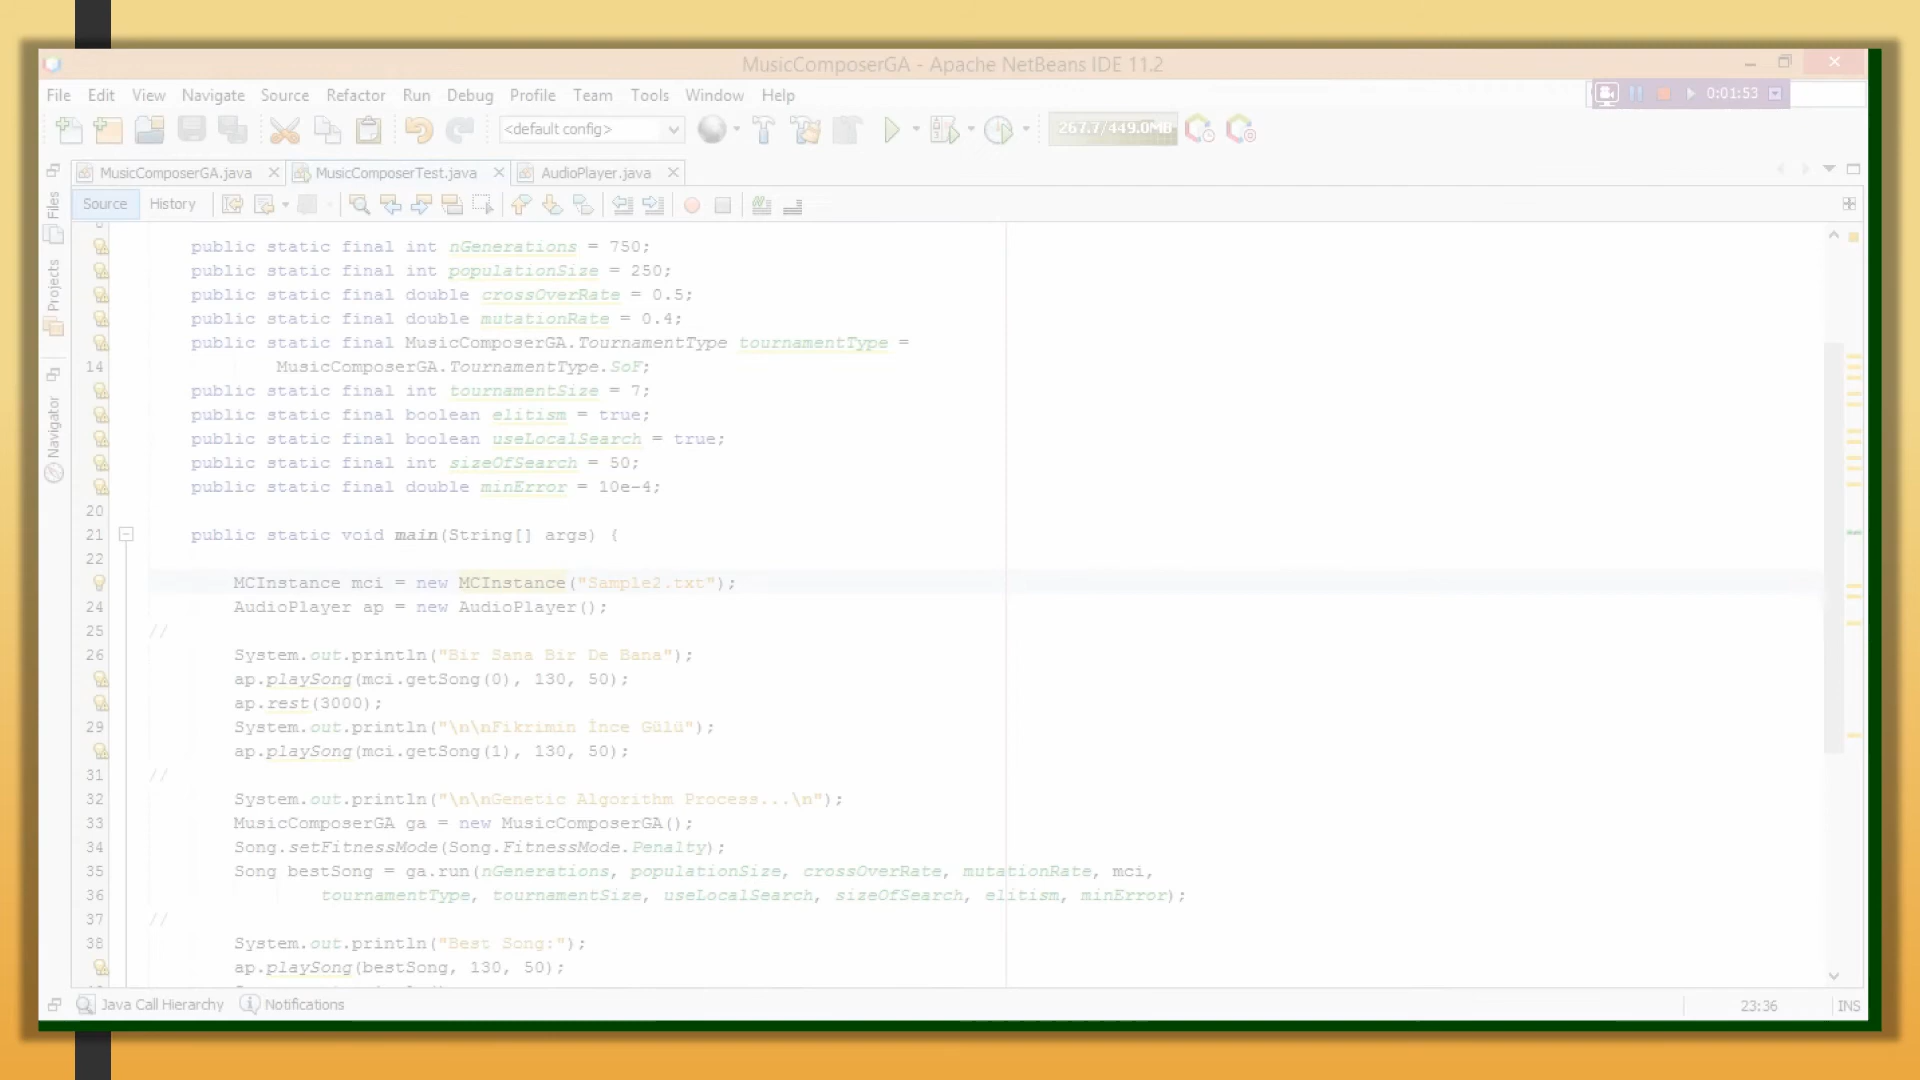 MusicComposerGA - Apache NetBeans IDE 11.2
File Edit View Navigate Source Refactor Run Debug Profile Team Tools Window Help
0:01:53
<default config>
267.7/449.0MB
MusicComposerGA.java
MusicComposerTest.java
AudioPlayer.java
Source History
Files
Projects
Navigator
public static final int nGenerations = 750;
public static final int populationSize = 250;
public static final double crossOverRate = 0.5;
public static final double mutationRate = 0.4;
public static final MusicComposerGA.TournamentType tournamentType =
14 MusicComposerGA.TournamentType.SoF;
public static final int tournamentSize = 7;
public static final boolean elitism = true;
public static final boolean useLocalSearch = true;
public static final int sizeOfSearch = 50;
public static final double minError = 10e-4;
20
21 public static void main(String[] args) {
22
MCInstance mci = new MCInstance("Sample2.txt");
24 AudioPlayer ap = new AudioPlayer();
25 //
26 System.out.println("Bir Sana Bir De Bana");
ap.playSong(mci.getSong(0), 130, 50);
ap.rest(3000);
29 System.out.println("\n\nFikrimin İnce Gülü");
ap.playSong(mci.getSong(1), 130, 50);
31 //
32 System.out.println("\n\nGenetic Algorithm Process...\n");
33 MusicComposerGA ga = new MusicComposerGA();
34 Song.setFitnessMode(Song.FitnessMode.Penalty);
35 Song bestSong = ga.run(nGenerations, populationSize, crossOverRate, mutationRate, mci,
36 tournamentType, tournamentSize, useLocalSearch, sizeOfSearch, elitism, minError);
37 //
38 System.out.println("Best Song:");
ap.playSong(bestSong, 130, 50);
Java Call Hierarchy Notifications
23:36 INS